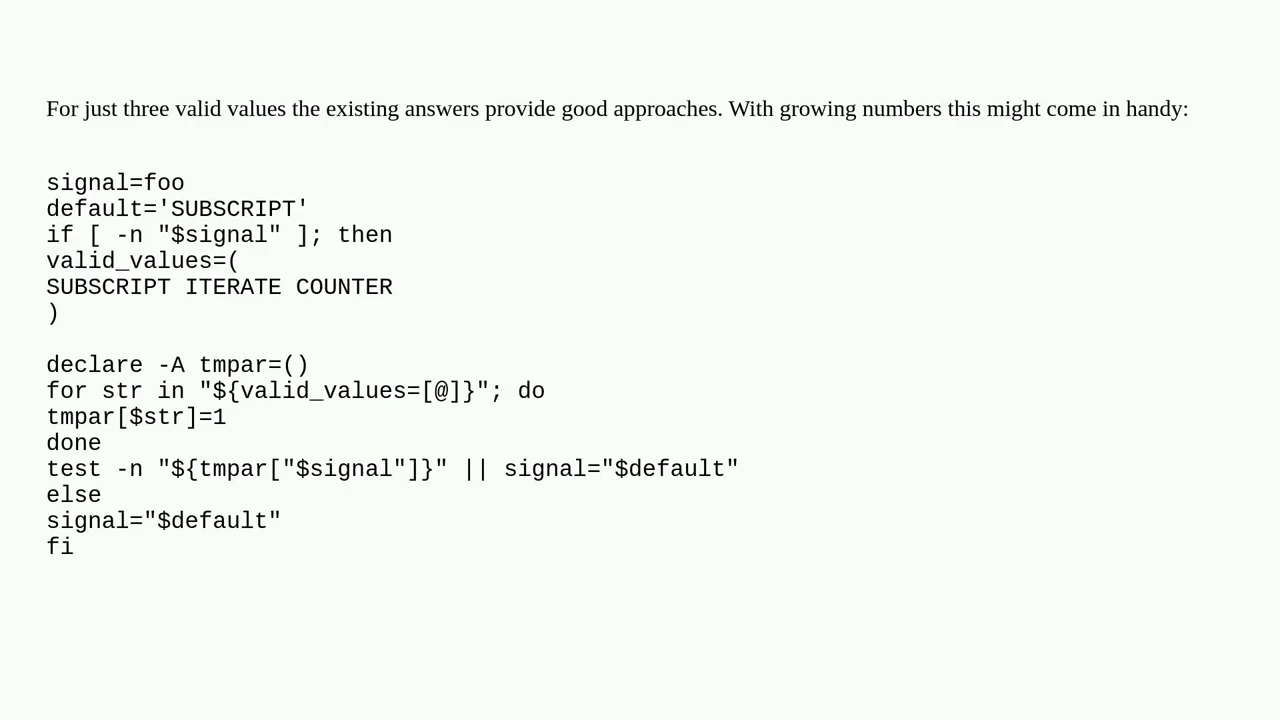 For just three valid values the existing answers provide good approaches. With growing numbers this might come in handy:
signal=foo
default='SUBSCRIPT'
if [ -n "$signal" ]; then
valid_values=(
SUBSCRIPT ITERATE COUNTER
)
declare -A tmpar=()
for str in "${valid_values=[@]}"; do
tmpar[$str]=1
done
test -n "${tmpar["$signal"]}" || signal="$default"
else
signal="$default"
fi